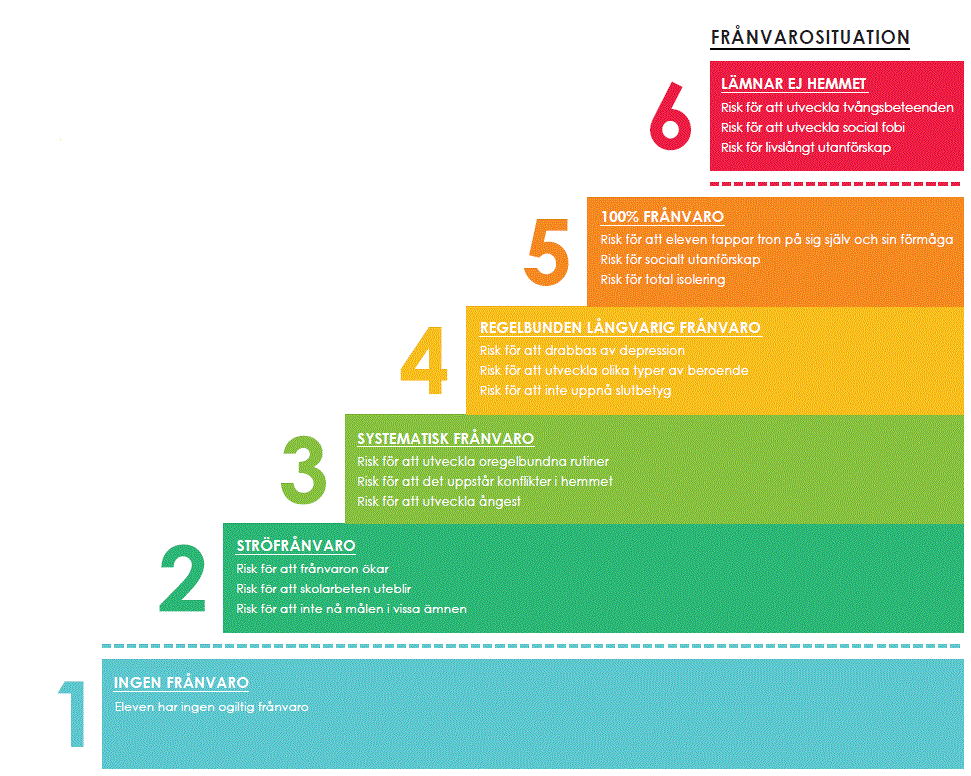 FRÅNVAROSITUATION
6
LÄMNAR EJ HEMMET
Risk för att utveckla tvångsbeteenden
Risk för att utveckla social fobi
Risk för livslångt utanförskap
5
100% FRÅNVARO
Risk för att eleven tappar tron på sig själv och sin förmåga
Risk för socialt utanförskap
Risk för total isolering
4
REGELBUNDEN LÅNGVARIG FRÅNVARO
Risk för att drabbas av depression
Risk för att utveckla olika typer av beroende
Risk för att inte uppnå slutbetyg
3
SYSTEMATISK FRÅNVARO
Risk för att utveckla oregelbundna rutiner
Risk för att det uppstår konflikter i hemmet
Risk för att utveckla ångest
2
STRÖFRÅNVARO
Risk för att frånvaron ökar
Risk för att skolarbeten uteblir
Risk för att inte nå målen i vissa ämnen
1
INGEN FRÅNVARO
Eleven har ingen ogiltig frånvaro